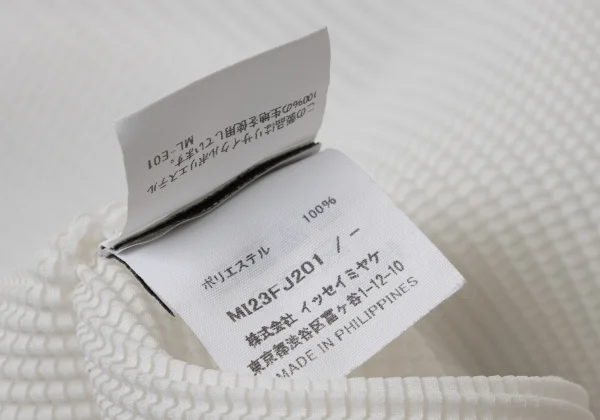 この製品はリサイクルポリエステル
100%の生地を使用しています。
ML-E01
ポリエステル 100%
MI23FJ201 / -
株式会社 イッセイミヤケ
東京都渋谷区富ヶ谷1-12-10
MADE IN PHILIPPINES